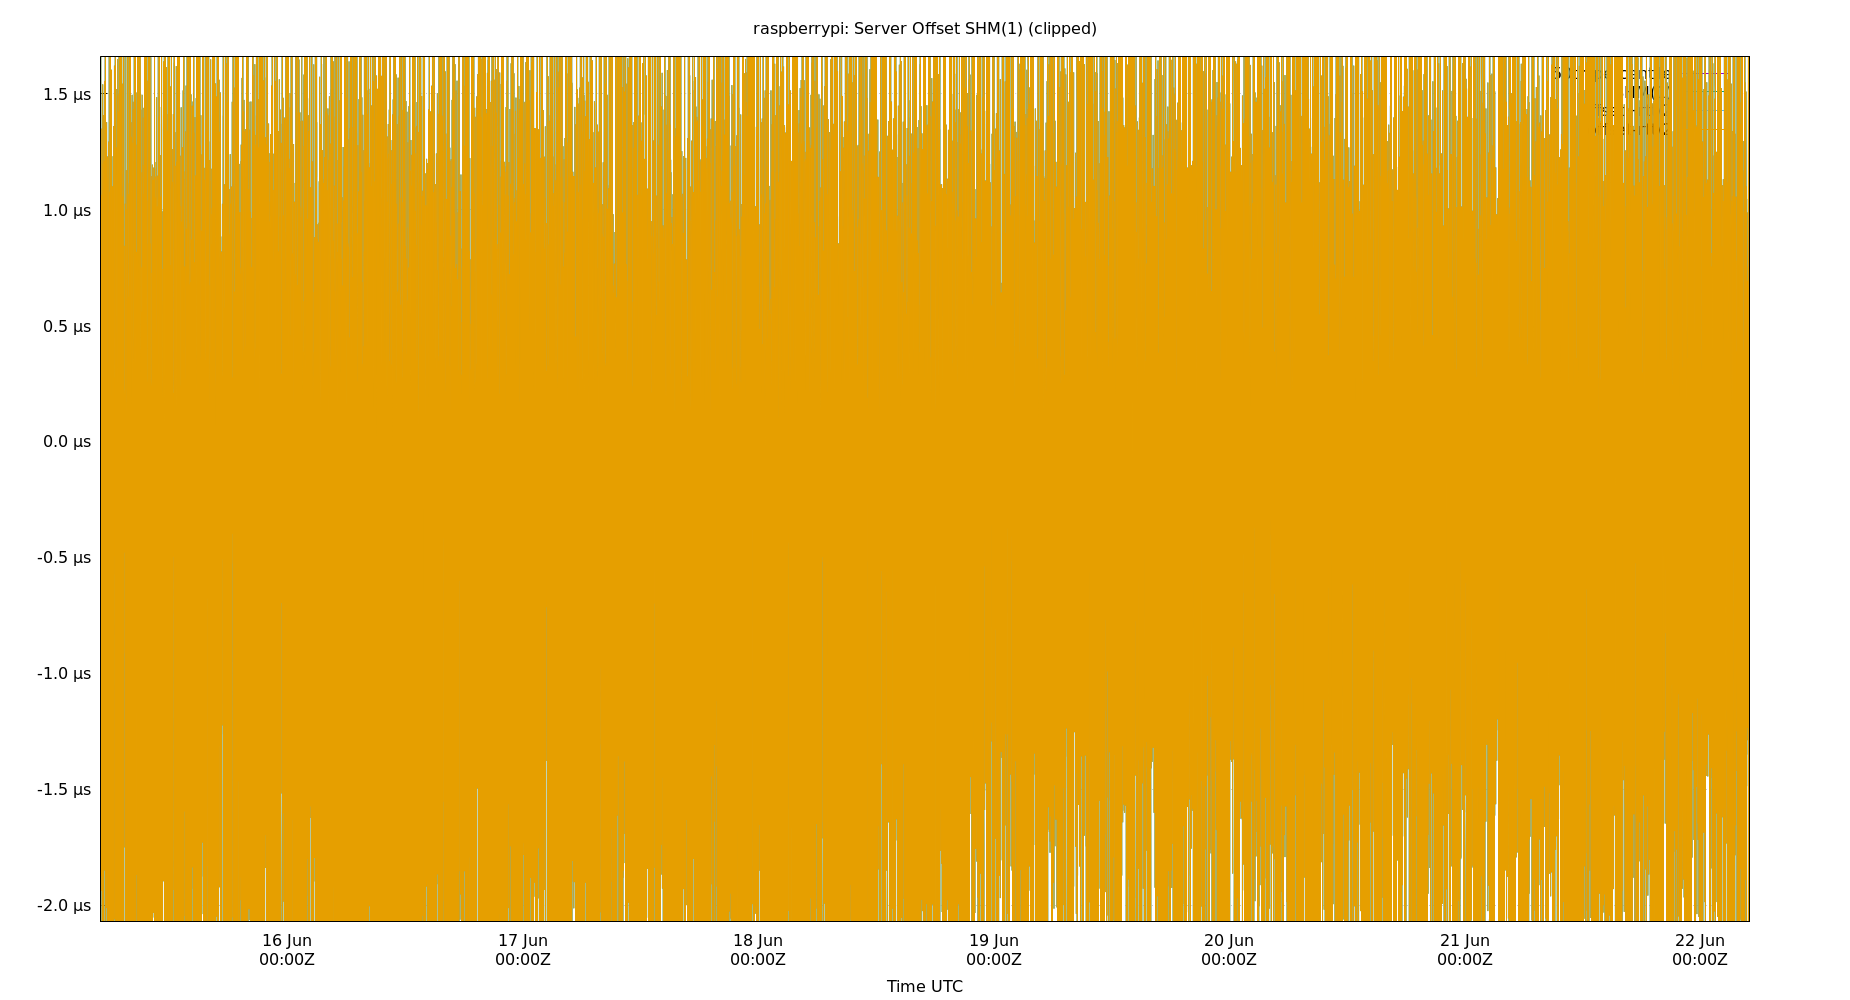 raspberrypi: Server Offset SHM(1) (clipped)
1.5 µs
1.0 µs
0.5 µs
0.0 µs
-0.5 µs
-1.0 µs
-1.5 µs
-2.0 µs
16 Jun 17 Jun 18 Jun 19 Jun 20 Jun 21 Jun 22 Jun
00:00Z 00:00Z 00:00Z 00:00Z 00:00Z 00:00Z 00:00Z
Time UTC